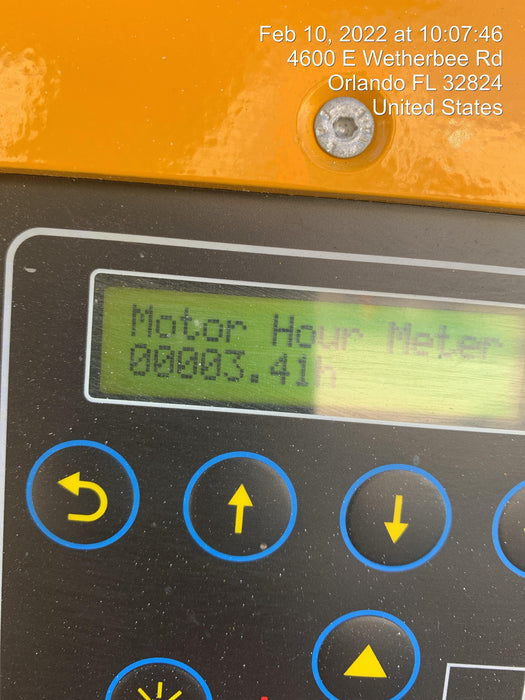 Feb 10, 2022 at 10:07:46
4600 E Wetherbee Rd
Orlando FL 32824
United States
Motor Hour Meter
00003.41h